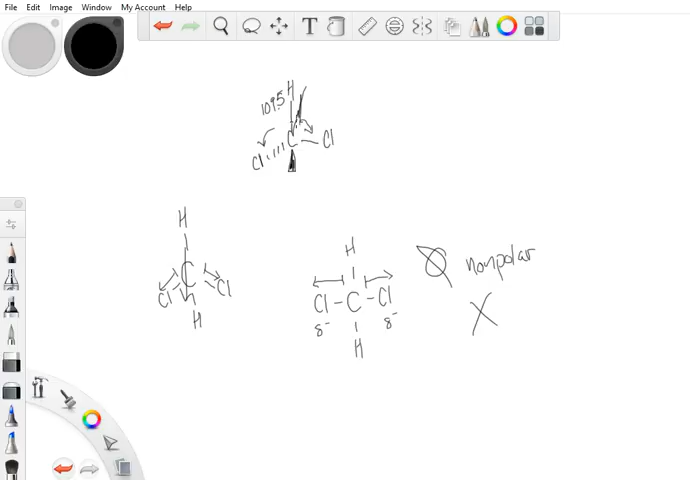 File Edit Image Window My Account Help
H
109.5
C Cl
Cl
H
C
Cl Cl
H
H
Cl - C - Cl
δ- δ-
H
nonpolar